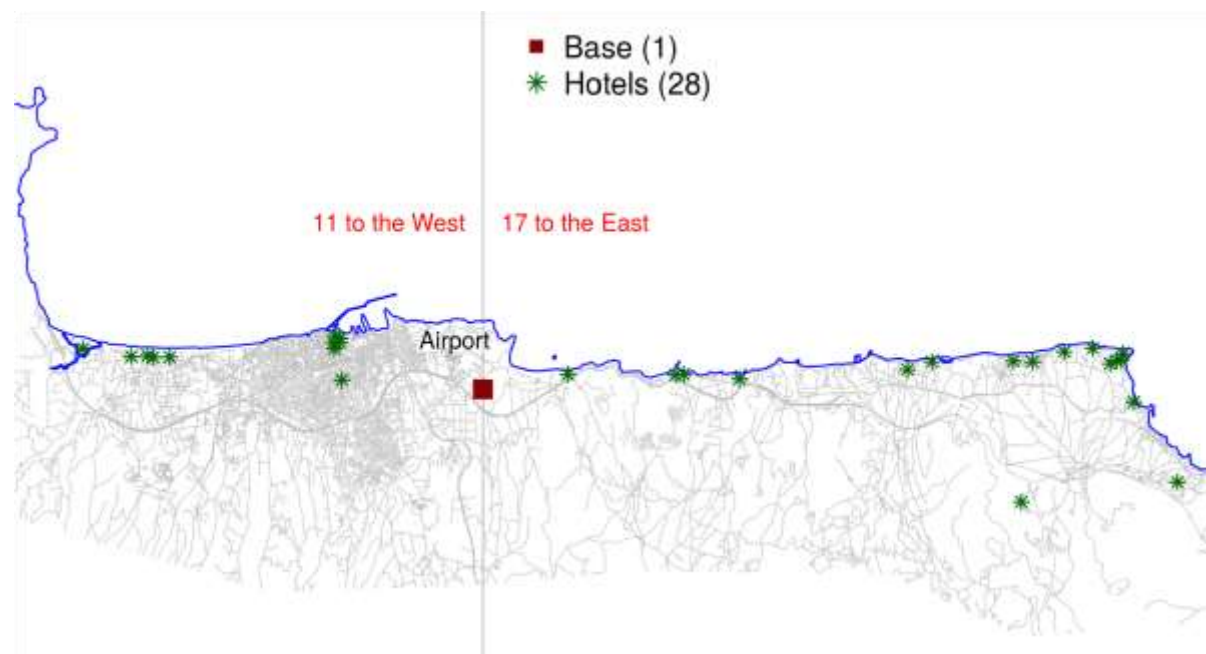 Base (1)
Hotels (28)
11 to the West
17 to the East
Airport